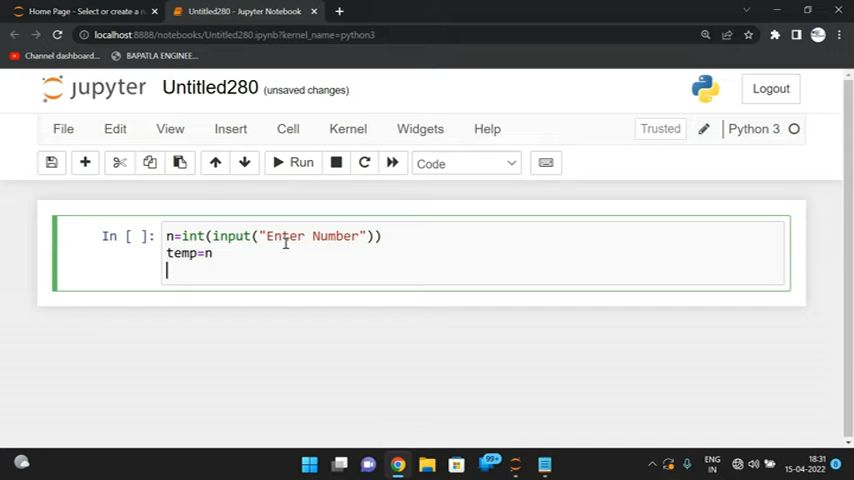 Home Page - Select or create a n
Untitled280 - Jupyter Notebook
localhost:8888/notebooks/Untitled280.ipynb?kernel_name=python3
Channel dashboard...
BAPATLA ENGINEE...
jupyter
Untitled280 (unsaved changes)
Logout
File Edit View Insert Cell Kernel Widgets Help
Trusted
Python 3
Run
Code
In [ ]:
n=int(input("Enter Number"))
temp=n
99+
ENG
IN
18:31
15-04-2022